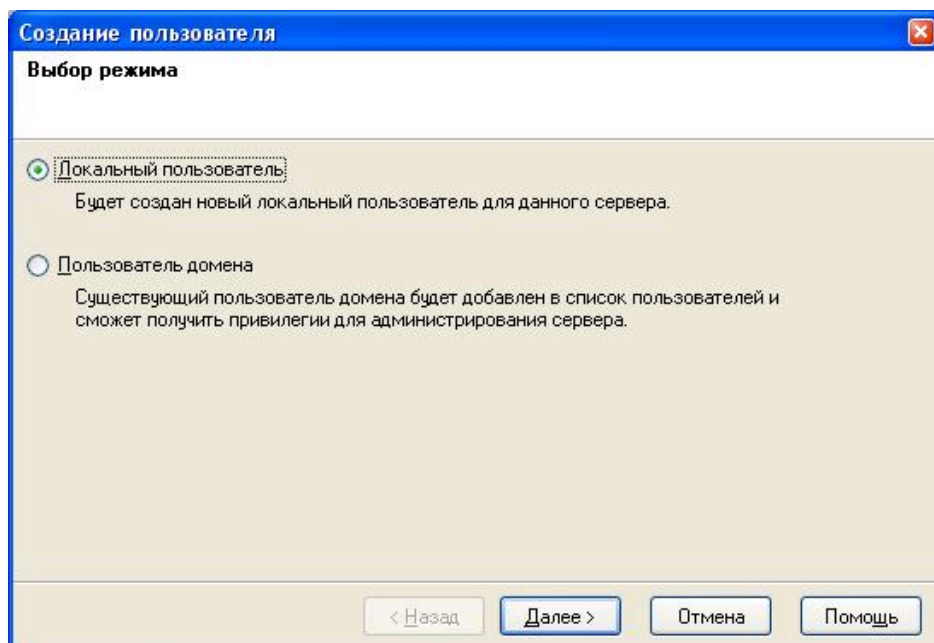 Создание пользователя
Выбор режима
Локальный пользователь
Будет создан новый локальный пользователь для данного сервера.
Пользователь домена
Существующий пользователь домена будет добавлен в список пользователей и
сможет получить привилегии для администрирования сервера.
< Назад Далее > Отмена Помощь